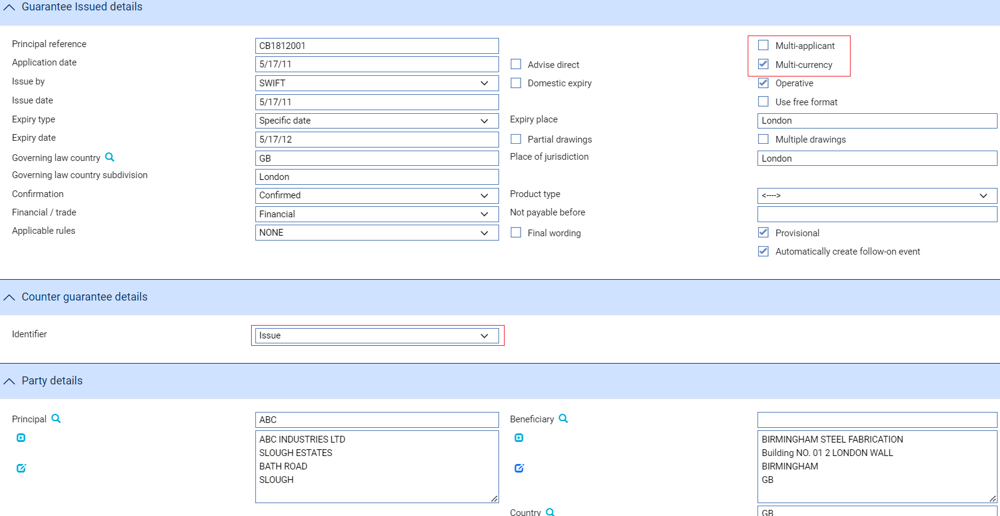 Guarantee Issued details
Principal reference CB1812001 Multi-applicant
Application date 5/17/11 Advise direct Multi-currency
Issue by SWIFT Domestic expiry Operative
Issue date 5/17/11 Use free format
Expiry type Specific date Expiry place London
Expiry date 5/17/12 Partial drawings Multiple drawings
Governing law country GB Place of jurisdiction London
Governing law country subdivision London
Confirmation Confirmed Product type <---->
Financial / trade Financial Not payable before
Applicable rules NONE Final wording Provisional
Automatically create follow-on event
Counter guarantee details
Identifier Issue
Party details
Principal ABC Beneficiary
ABC INDUSTRIES LTD BIRMINGHAM STEEL FABRICATION
SLOUGH ESTATES Building NO. 01 2 LONDON WALL
BATH ROAD BIRMINGHAM
SLOUGH GB
Country GB